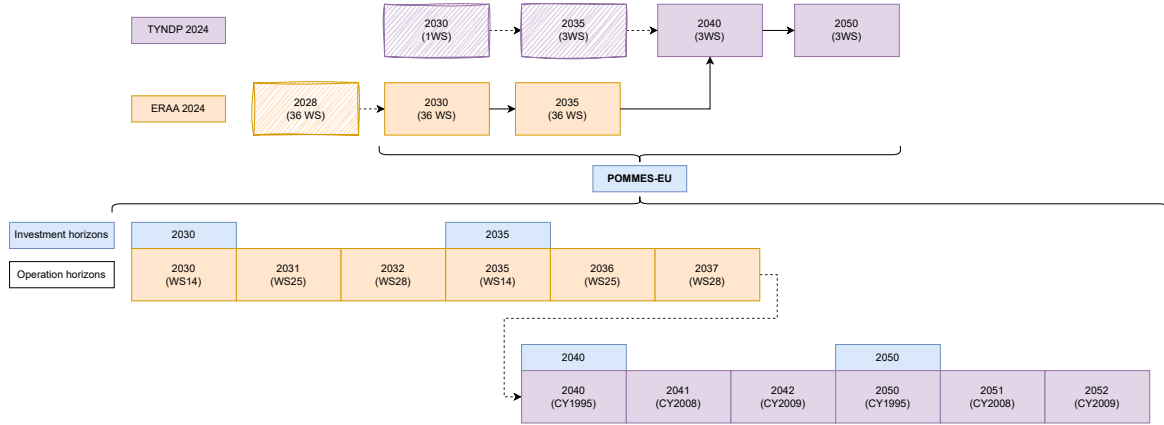 TYNDP 2024
2030
(1WS)
2035
(3WS)
2040
(3WS)
2050
(3WS)
ERAA 2024
2028
(36 WS)
2030
(36 WS)
2035
(36 WS)
POMMES-EU
Investment horizons
2030
2035
Operation horizons
2030
(WS14)
2031
(WS25)
2032
(WS28)
2035
(WS14)
2036
(WS25)
2037
(WS28)
2040
2050
2040
(CY1995)
2041
(CY2008)
2042
(CY2009)
2050
(CY1995)
2051
(CY2008)
2052
(CY2009)